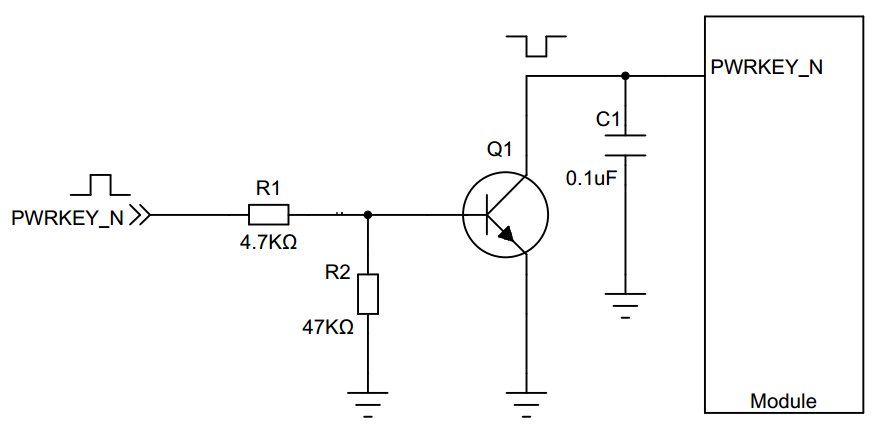 PWRKEY_N
C1
Q1
0.1uF
R1
PWRKEY_N
4.7KΩ
R2
47KΩ
Module